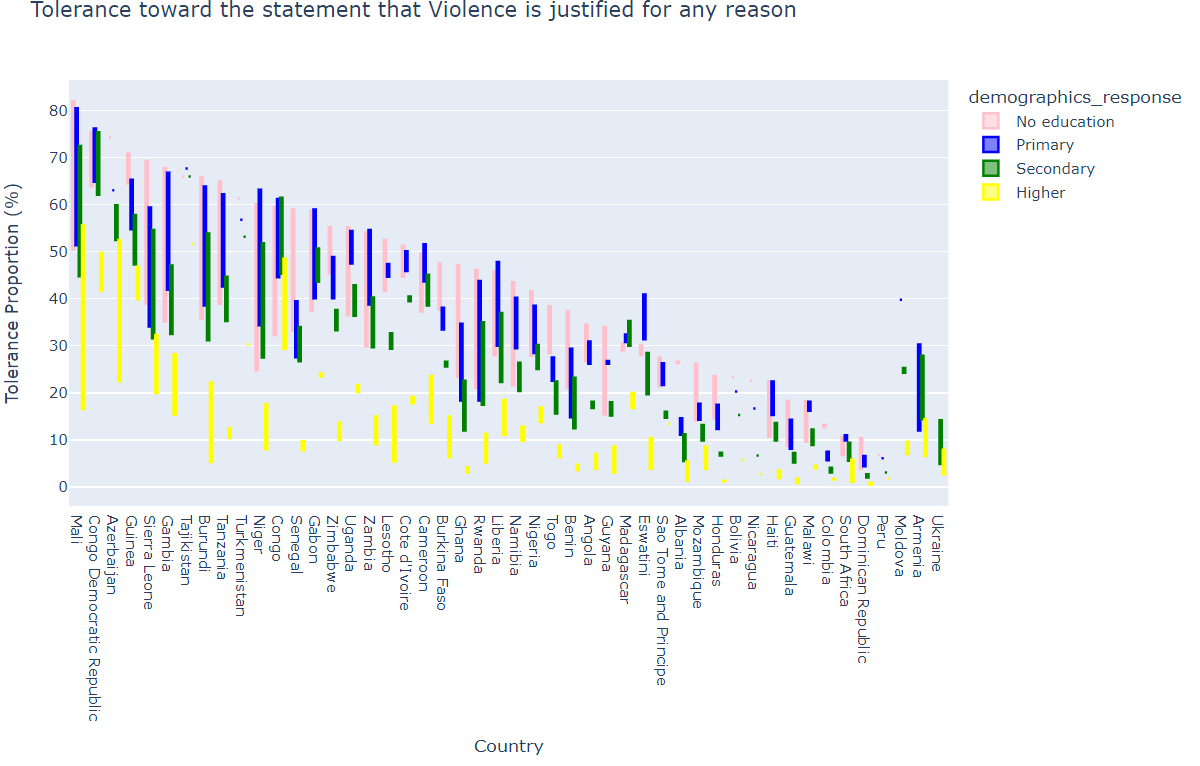 Tolerance toward the statement that Violence is justified for any reason
demographics_response
No education
Primary
Secondary
Higher
Tolerance Proportion (%)
80
70
60
50
40
30
20
10
0
Mali
Congo Democratic Republic
Azerbarjan
Guinea
Sierra Leone
Gambia
Tajikistan
Burundi
Tanzania
Turkmenistan
Niger
Congo
Senegal
Gabon
Zimbabwe
Uganda
Zambia
Lesotho
Cote d'Ivoire
Cameroon
Burkina Faso
Ghana
Rwanda
Liberia
Namibia
Nigeria
Togo
Benin
Angola
Guyana
Madagascar
Eswatini
Sao Tome and Principe
Albania
Mozambique
Honduras
Bolivia
Nicaragua
Haiti
Guatemala
Malawi
Colombia
South Africa
Dominican Republic
Peru
Moldova
Armenia
Ukraine
Country